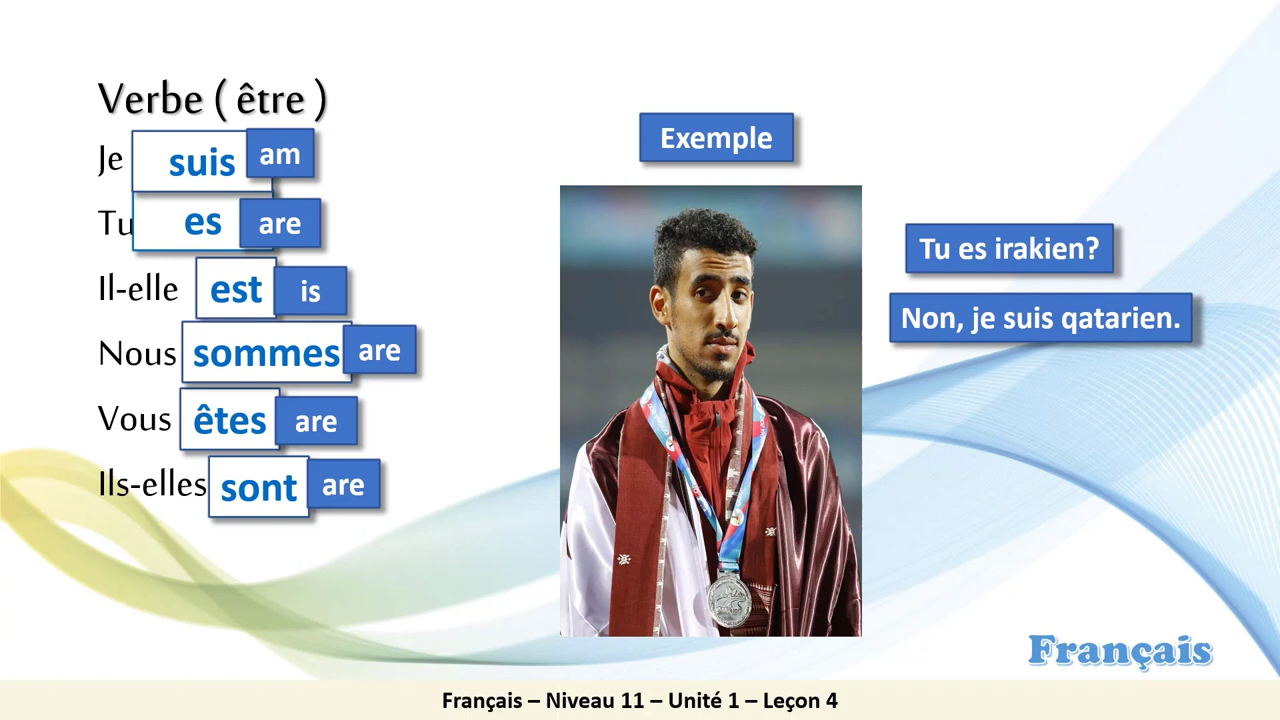 Verbe ( être )
Je suis am
Tu es are
Il-elle est is
Nous sommes are
Vous êtes are
Ils-elles sont are
Exemple
Tu es irakien?
Non, je suis qatarien.
Français
Français – Niveau 11 – Unité 1 – Leçon 4